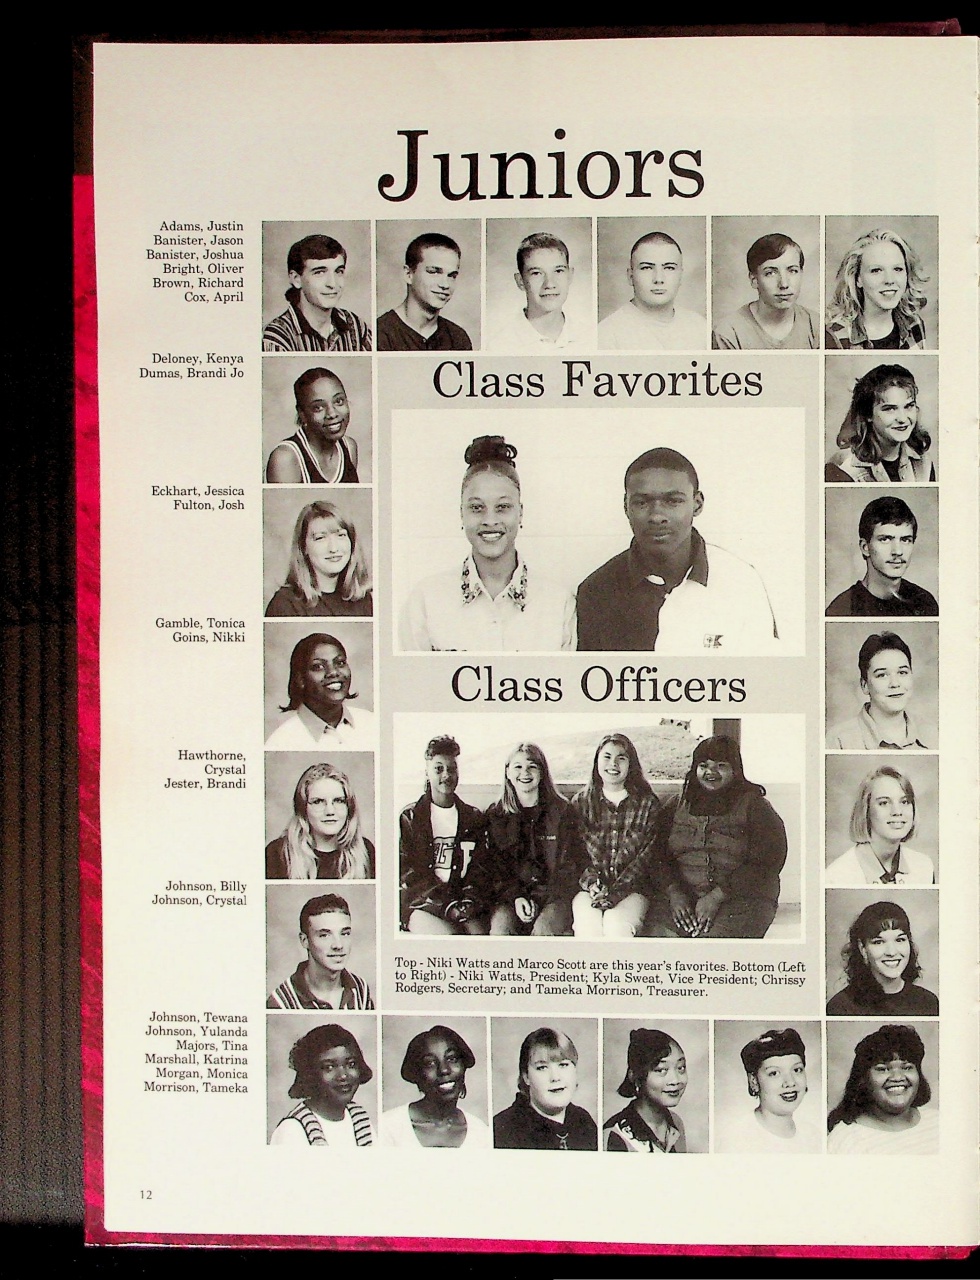 Juniors
Adams, Justin
Banister, Jason
Banister, Joshua
Bright, Oliver
Brown, Richard
Cox, April
Deloney, Kenya
Dumas, Brandi Jo
Class Favorites
Eckhart, Jessica
Fulton, Josh
Gamble, Tonica
Goins, Nikki
Class Officers
Hawthorne,
Crystal
Jester, Brandi
Johnson, Billy
Johnson, Crystal
Top - Niki Watts and Marco Scott are this year's favorites. Bottom (Left
to Right) - Niki Watts, President; Kyla Sweat, Vice President; Chrissy
Rodgers, Secretary; and Tameka Morrison, Treasurer.
Johnson, Tewana
Johnson, Yulanda
Majors, Tina
Marshall, Katrina
Morgan, Monica
Morrison, Tameka
12